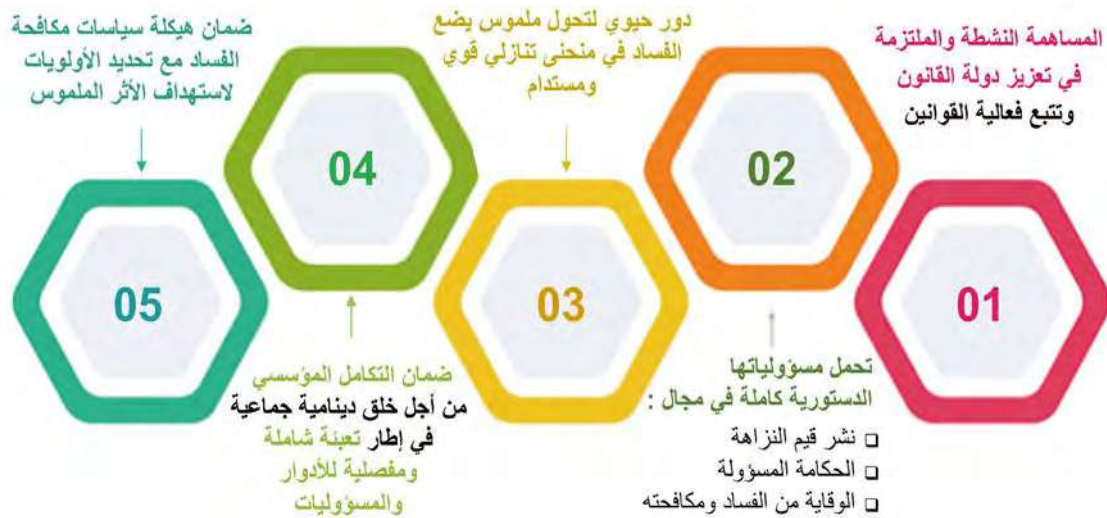 01
المساهمة النشطة والملتزمة
في تعزيز دولة القانون
وتتبع فعالية القوانين
02
تحمل مسؤولياتها
الدستورية كاملة في مجال :
❑ نشر قيم النزاهة
❑ الحكامة المسؤولة
❑ الوقاية من الفساد ومكافحته
03
دور حيوي لتحول ملموس يضع
الفساد في منحنى تنازلي قوي
ومستدام
04
ضمان التكامل المؤسسي
من أجل خلق دينامية جماعية
في إطار تعبئة شاملة
ومفصلية للأدوار
والمسؤوليات
05
ضمان هيكلة سياسات مكافحة
الفساد مع تحديد الأولويات
لاستهداف الأثر الملموس